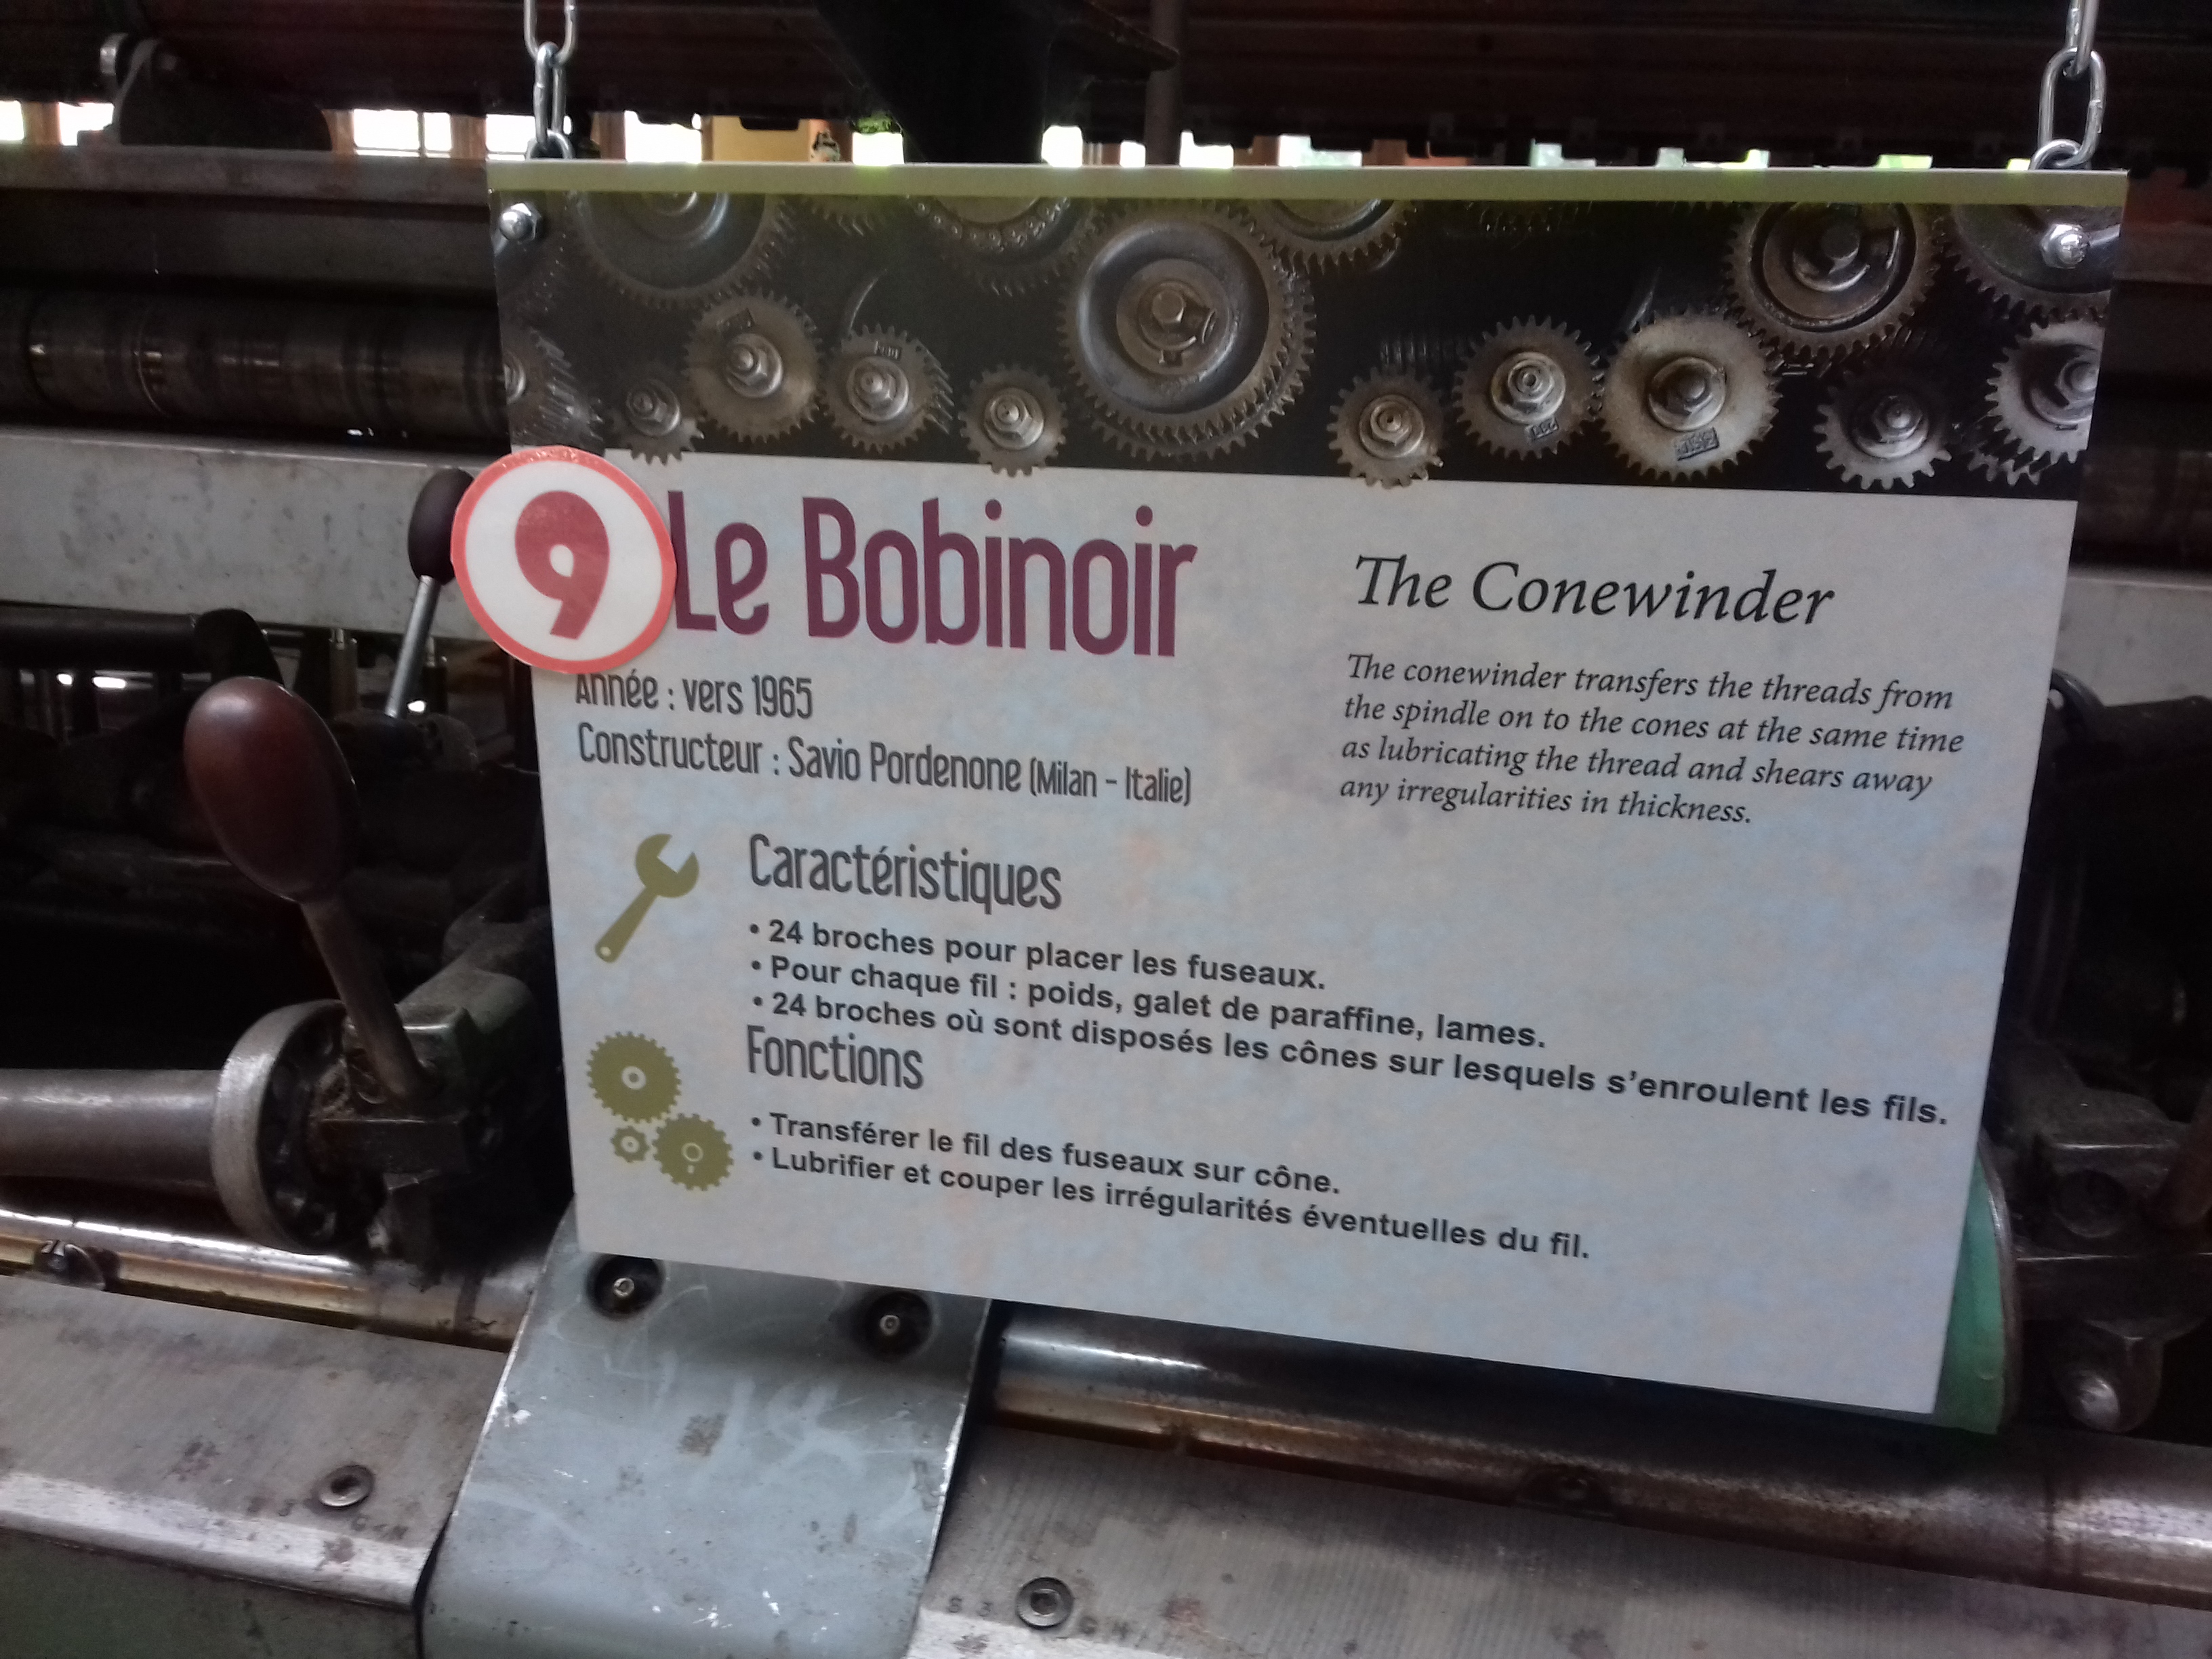 9
Le Bobinoir
Année : vers 1965
Constructeur : Savio Pordenone (Milan - Italie)
The Conewinder
The conewinder transfers the threads from
the spindle on to the cones at the same time
as lubricating the thread and shears away
any irregularities in thickness.
Caractéristiques
• 24 broches pour placer les fuseaux.
• Pour chaque fil : poids, galet de paraffine, lames.
• 24 broches où sont disposés les cônes sur lesquels s'enroulent les fils.
Fonctions
• Transférer le fil des fuseaux sur cône.
• Lubrifier et couper les irrégularités éventuelles du fil.